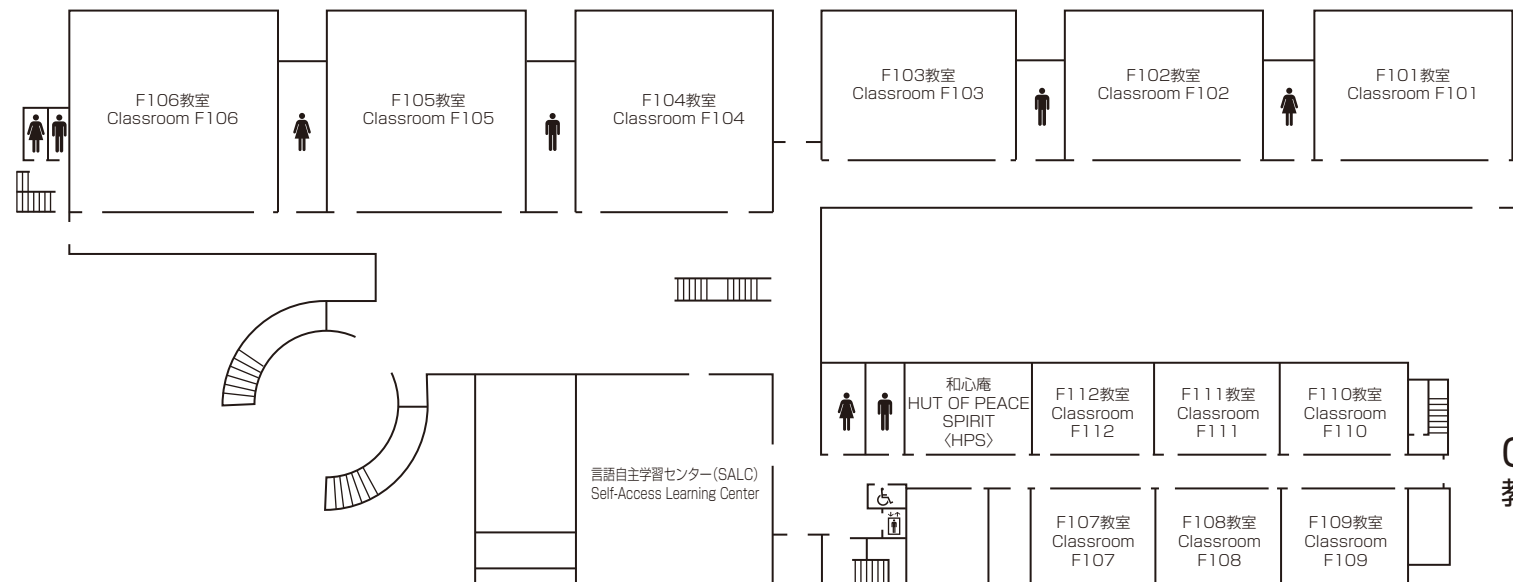 F106教室
Classroom F106
F105教室
Classroom F105
F104教室
Classroom F104
F103教室
Classroom F103
F102教室
Classroom F102
F101教室
Classroom F101
和心庵
HUT OF PEACE
SPIRIT
〈HPS〉
F112教室
Classroom
F112
F111教室
Classroom
F111
F110教室
Classroom
F110
言語自主学習センター(SALC)
Self-Access Learning Center
F107教室
Classroom
F107
F108教室
Classroom
F108
F109教室
Classroom
F109